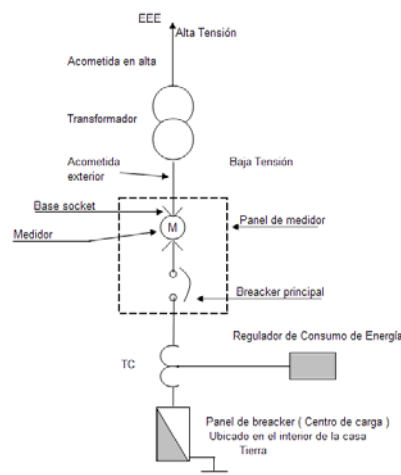 EEE
Alta Tensión
Acometida en alta
Transformador
Acometida
exterior
Baja Tensión
Base socket
Panel de medidor
Medidor
M
Breacker principal
Regulador de Consumo de Energía
TC
Panel de breacker ( Centro de carga )
Ubicado en el interior de la casa
Tierra